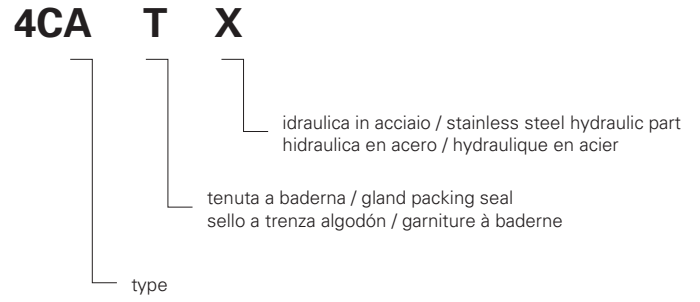 4CA T X
idraulica in acciaio / stainless steel hydraulic part
hidraulica en acero / hydraulique en acier
tenuta a baderna / gland packing seal
sello a trenza algodón / garniture à baderne
type